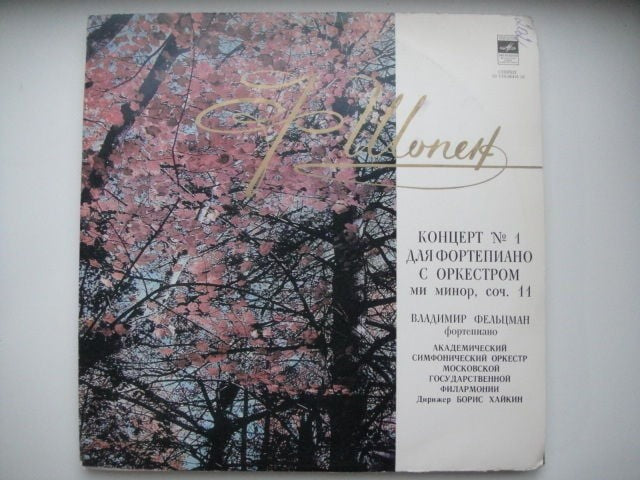 СТЕРЕО
Ф. Шопен
КОНЦЕРТ № 1
ДЛЯ ФОРТЕПИАНО
С ОРКЕСТРОМ
МИ МИНОР, СОЧ. 11
ВЛАДИМИР ФЕЛЬЦМАН
фортепиано
АКАДЕМИЧЕСКИЙ
СИМФОНИЧЕСКИЙ ОРКЕСТР
МОСКОВСКОЙ
ГОСУДАРСТВЕННОЙ
ФИЛАРМОНИИ
Дирижер БОРИС ХАЙКИН